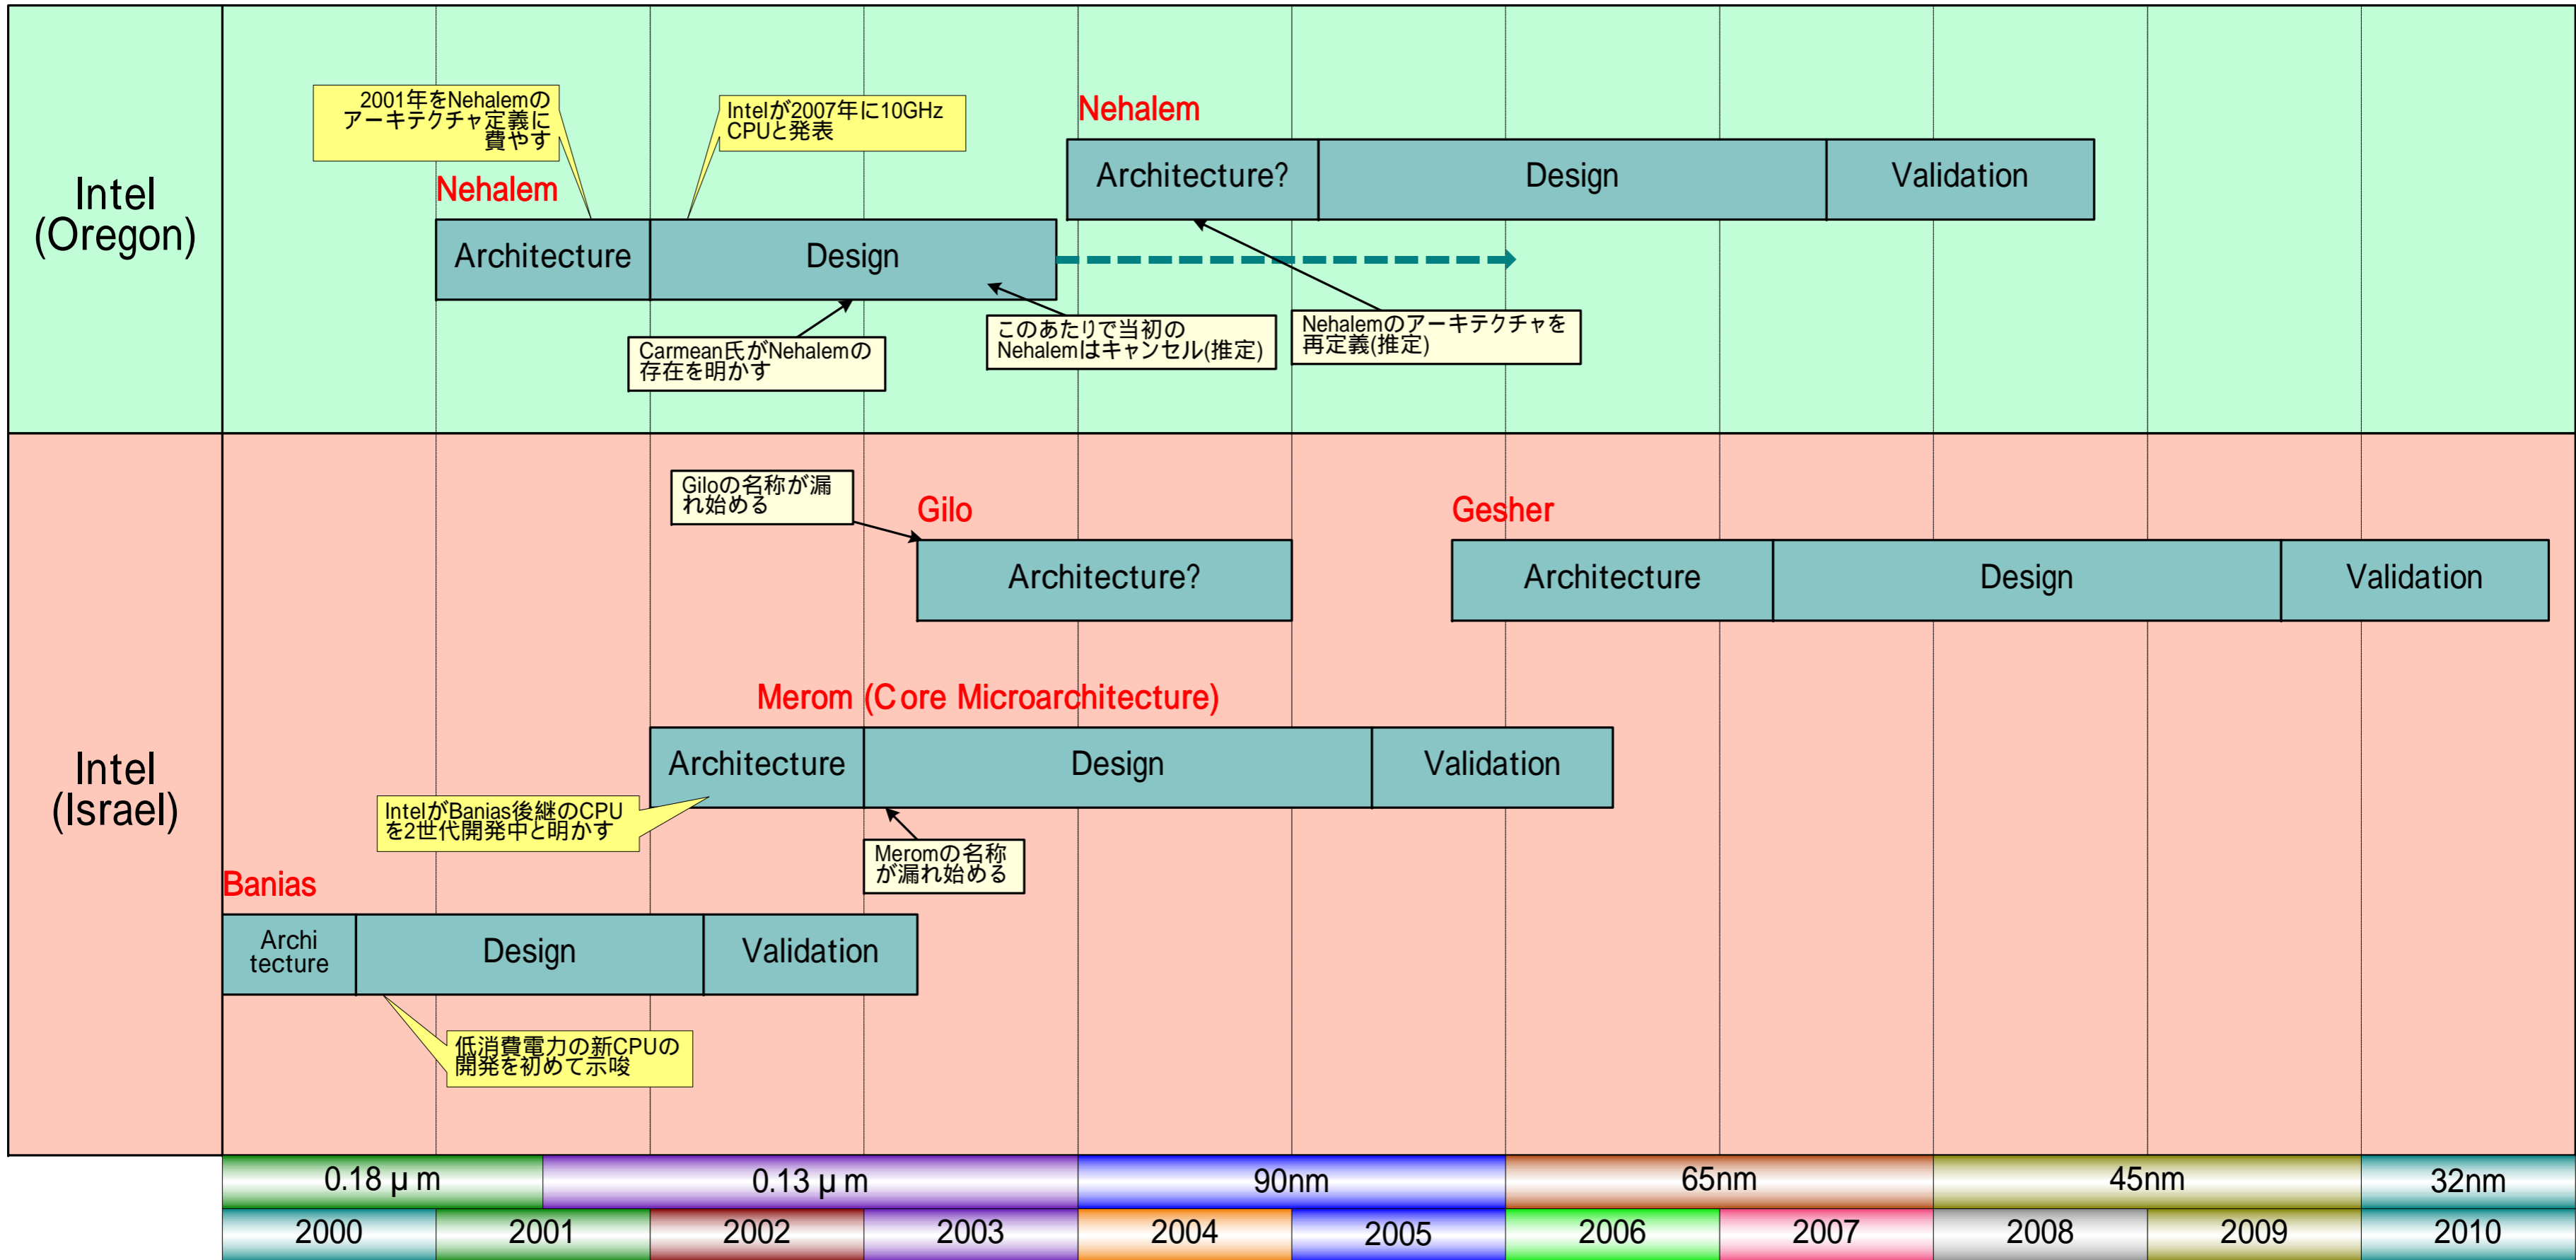 Intel
(Oregon)
2001年をNehalemの
アーキテクチャ定義に
費やす
Intelが2007年に10GHz
CPUと発表
Nehalem
Architecture?
Design
Validation
Nehalem
Architecture
Design
Carmean氏がNehalemの
存在を明かす
このあたりで当初の
Nehalemはキャンセル(推定)
Nehalemのアーキテクチャを
再定義(推定)
Intel
(Israel)
Giloの名称が漏
れ始める
Gilo
Architecture?
Gesher
Architecture
Design
Validation
Merom (Core Microarchitecture)
Architecture
Design
Validation
IntelがBanias後継のCPU
を2世代開発中と明かす
Meromの名称
が漏れ始める
Banias
Archi
tecture
Design
Validation
低消費電力の新CPUの
開発を初めて示唆
0.18 μ m
0.13 μ m
90nm
65nm
45nm
32nm
2000
2001
2002
2003
2004
2005
2006
2007
2008
2009
2010